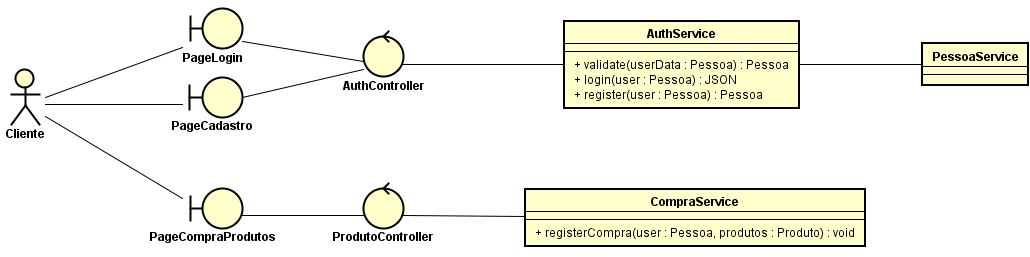 PageLogin
AuthController
AuthService
+ validate(userData : Pessoa) : Pessoa
+ login(user : Pessoa) : JSON
+ register(user : Pessoa) : Pessoa
PessoaService
Cliente
PageCadastro
PageCompraProdutos
ProdutoController
CompraService
+ registerCompra(user : Pessoa, produtos : Produto) : void